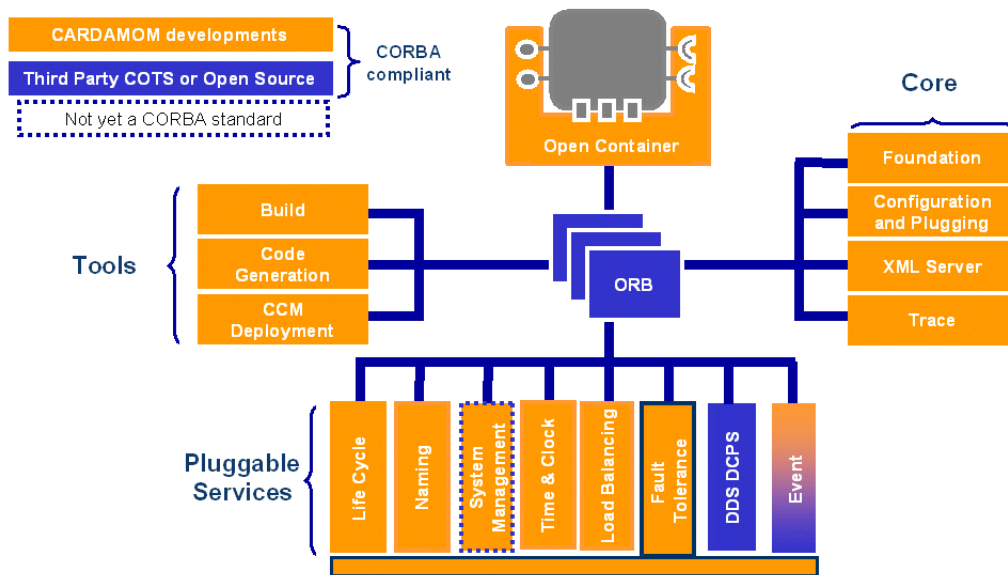 CARDAMOM developments
Third Party COTS or Open Source
Not yet a CORBA standard
CORBA
compliant
Open Container
Core
Foundation
Configuration
and Plugging
XML Server
Trace
Tools
Build
Code
Generation
CCM
Deployment
ORB
Pluggable
Services
Life Cycle
Naming
System
Management
Time & Clock
Load Balancing
Fault
Tolerance
DDS DCPS
Event